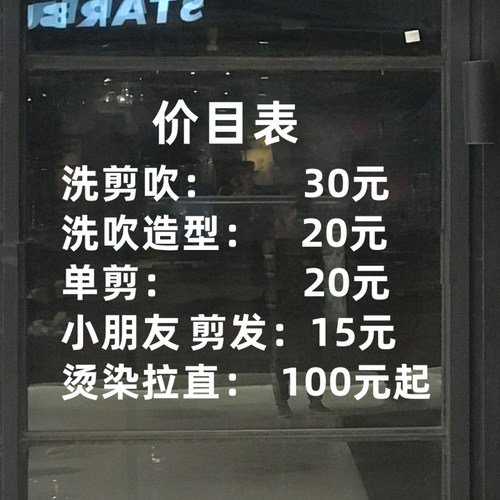 STARBU
价目表
洗剪吹： 30元
洗吹造型： 20元
单剪： 20元
小朋友 剪发：15元
烫染拉直： 100元起